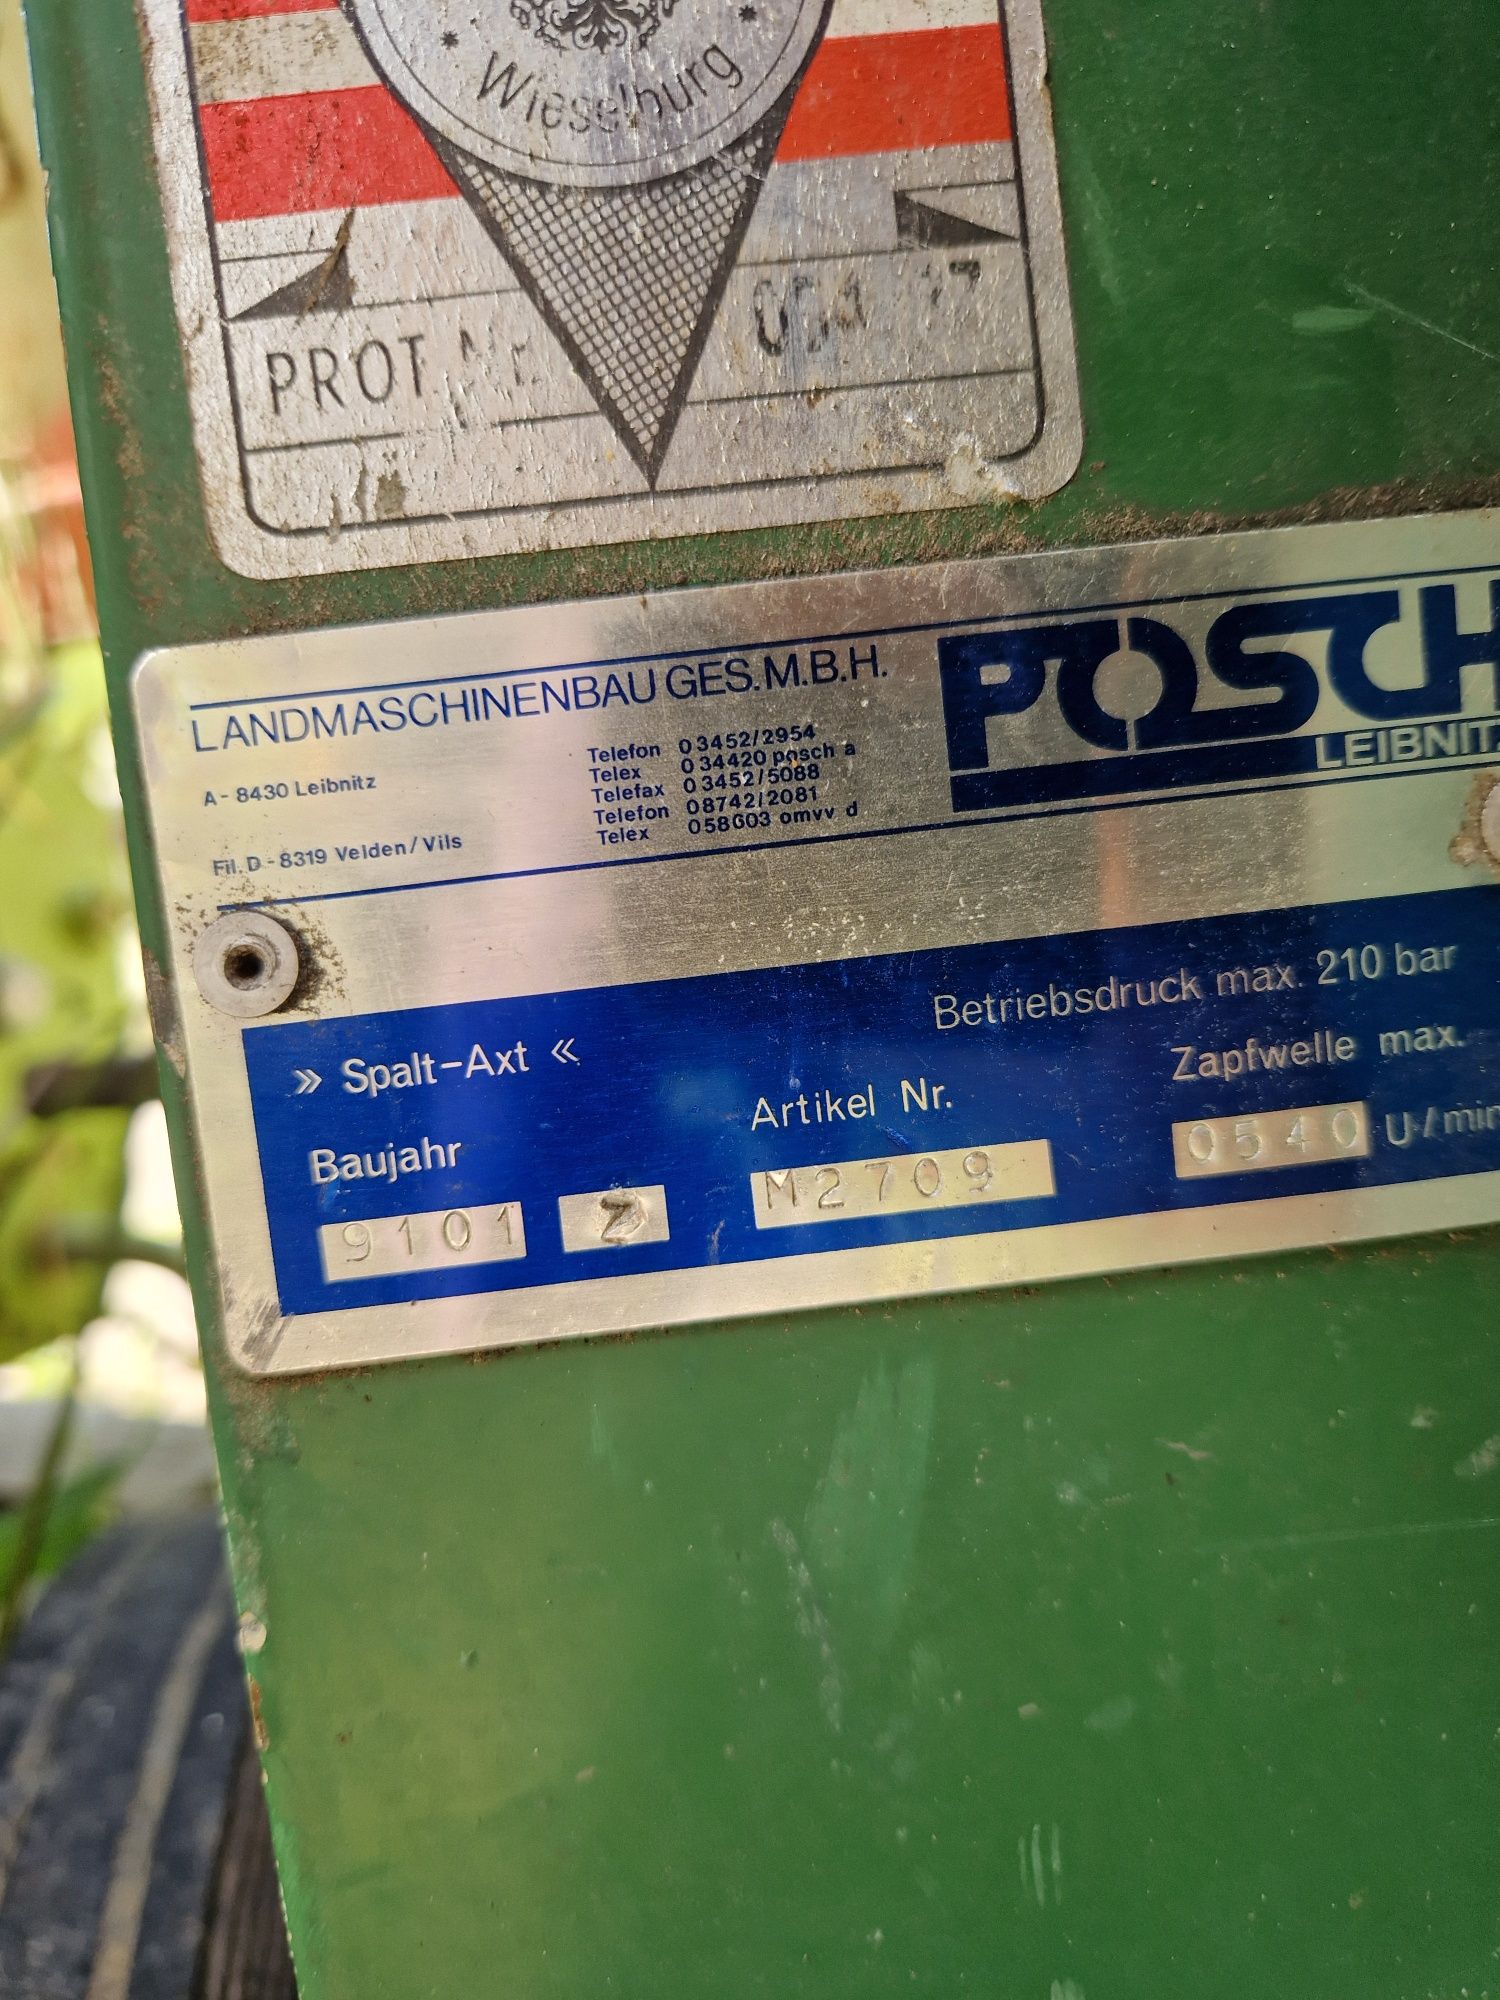 Wieselburg
PROT. Nr.
LANDMASCHINENBAU GES.M.B.H.
POSCH
LEIBNITZ
A - 8430 Leibnitz
Telefon 03452/2954
Telex 034420 posch a
Telefax 03452/5088
Telefon 08742/2081
Fil. D - 8319 Velden/Vils
Telex 058603 omvv d
Betriebsdruck max. 210 bar
» Spalt-Axt «
Zapfwelle max.
Artikel Nr.
Baujahr
0540 U/min
M2709
9101 Z